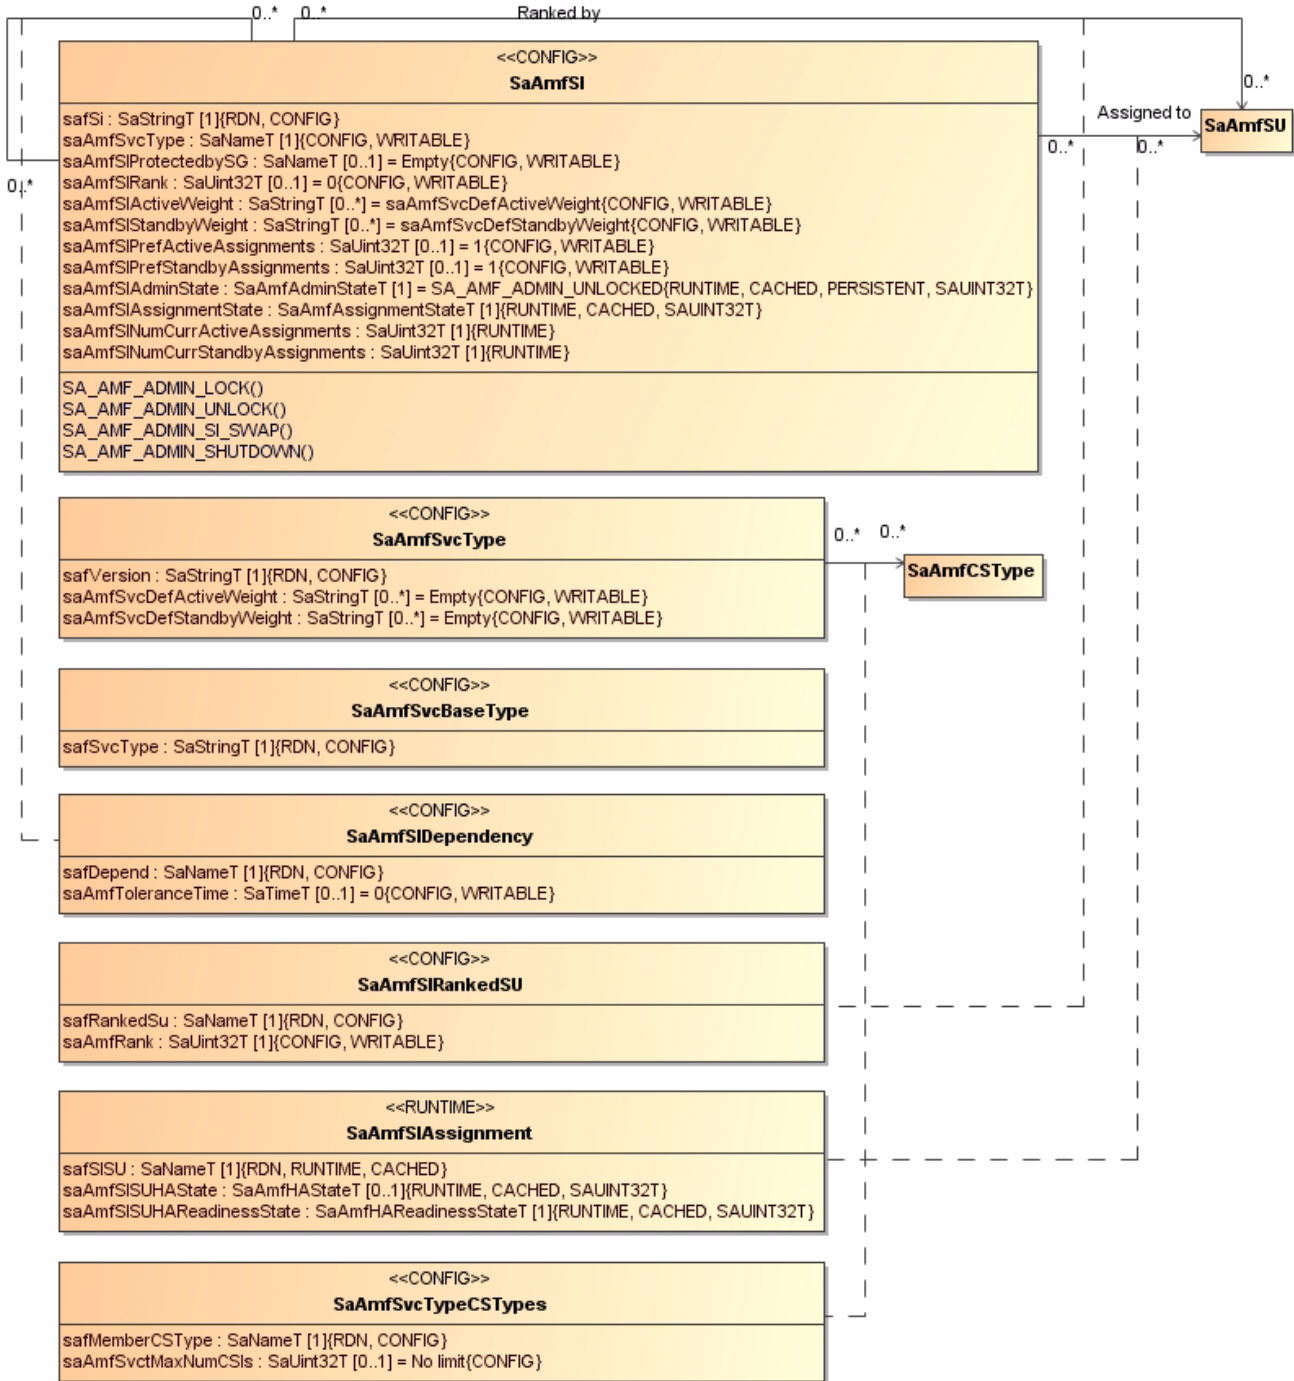 0..*
0..*
Ranked by
<<CONFIG>>
SaAmfSI
safSi : SaStringT [1]{RDN, CONFIG}
saAmfSvcType : SaNameT [1]{CONFIG, WRITABLE}
saAmfSIProtectedbySG : SaNameT [0..1] = Empty{CONFIG, WRITABLE}
saAmfSIRank : SaUint32T [0..1] = 0{CONFIG, WRITABLE}
saAmfSIActiveWeight : SaStringT [0..*] = saAmfSvcDefActiveWeight{CONFIG, WRITABLE}
saAmfSIStandbyWeight : SaStringT [0..*] = saAmfSvcDefStandbyWeight{CONFIG, WRITABLE}
saAmfSIPrefActiveAssignments : SaUint32T [0..1] = 1{CONFIG, WRITABLE}
saAmfSIPrefStandbyAssignments : SaUint32T [0..1] = 1{CONFIG, WRITABLE}
saAmfSIAdminState : SaAmfAdminStateT [1] = SA_AMF_ADMIN_UNLOCKED{RUNTIME, CACHED, PERSISTENT, SAUINT32T}
saAmfSIAssignmentState : SaAmfAssignmentStateT [1]{RUNTIME, CACHED, SAUINT32T}
saAmfSINumCurrActiveAssignments : SaUint32T [1]{RUNTIME}
saAmfSINumCurrStandbyAssignments : SaUint32T [1]{RUNTIME}
SA_AMF_ADMIN_LOCK()
SA_AMF_ADMIN_UNLOCK()
SA_AMF_ADMIN_SI_SWAP()
SA_AMF_ADMIN_SHUTDOWN()
0..*
0..*
Assigned to
SaAmfSU
0..*
0..*
<<CONFIG>>
SaAmfSvcType
safVersion : SaStringT [1]{RDN, CONFIG}
saAmfSvcDefActiveWeight : SaStringT [0..*] = Empty{CONFIG, WRITABLE}
saAmfSvcDefStandbyWeight : SaStringT [0..*] = Empty{CONFIG, WRITABLE}
0..*
0..*
SaAmfCSType
<<CONFIG>>
SaAmfSvcBaseType
safSvcType : SaStringT [1]{RDN, CONFIG}
<<CONFIG>>
SaAmfSIDependency
safDepend : SaNameT [1]{RDN, CONFIG}
saAmfToleranceTime : SaTimeT [0..1] = 0{CONFIG, WRITABLE}
<<CONFIG>>
SaAmfSIRankedSU
safRankedSu : SaNameT [1]{RDN, CONFIG}
saAmfRank : SaUint32T [1]{CONFIG, WRITABLE}
<<RUNTIME>>
SaAmfSIAssignment
safSISU : SaNameT [1]{RDN, RUNTIME, CACHED}
saAmfSISUHAState : SaAmfHAStateT [0..1]{RUNTIME, CACHED, SAUINT32T}
saAmfSISUHAReadinessState : SaAmfHAReadinessStateT [1]{RUNTIME, CACHED, SAUINT32T}
<<CONFIG>>
SaAmfSvcTypeCSTypes
safMemberCSType : SaNameT [1]{RDN, CONFIG}
saAmfSvctMaxNumCSIs : SaUint32T [0..1] = No limit{CONFIG}